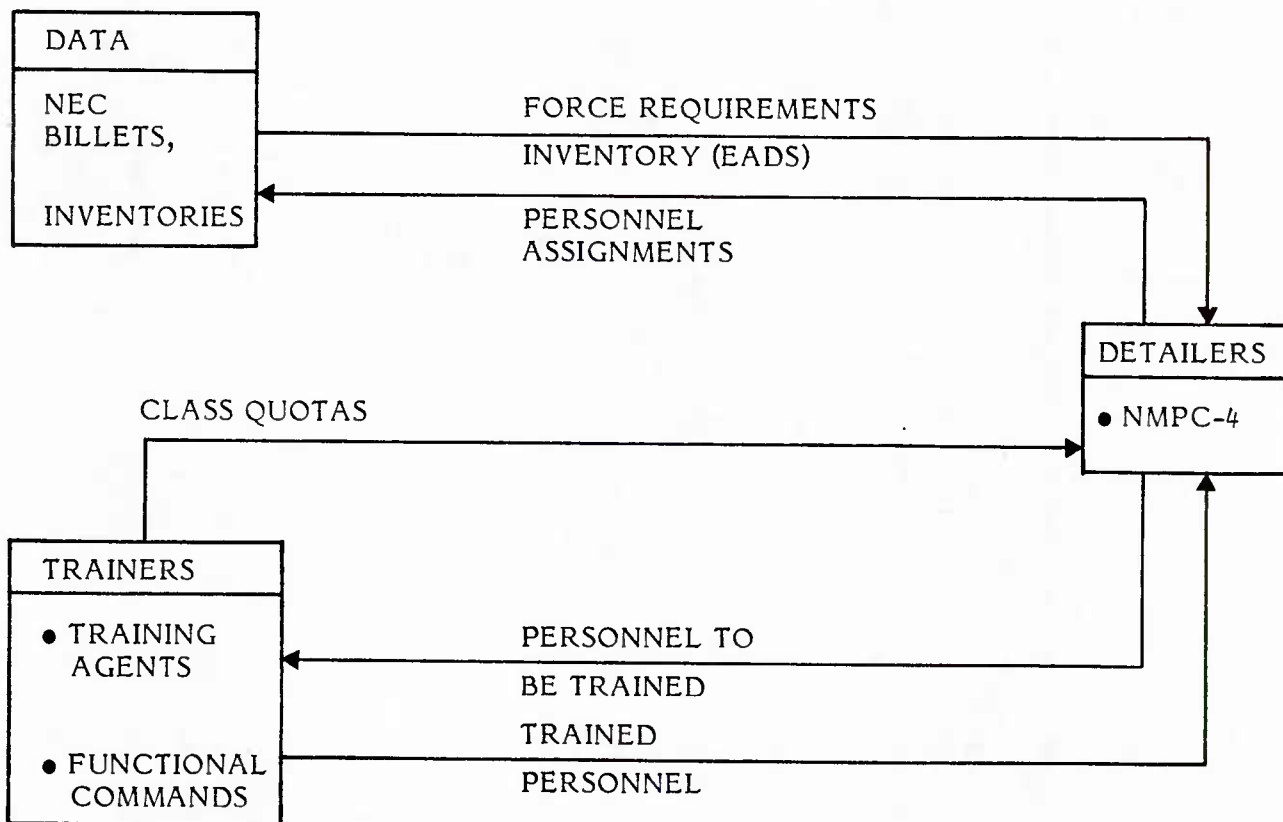 DATA
NEC
BILLETS,
INVENTORIES
FORCE REQUIREMENTS
INVENTORY (EADS)
PERSONNEL
ASSIGNMENTS
DETAILERS
• NMPC-4
CLASS QUOTAS
TRAINERS
• TRAINING
AGENTS
• FUNCTIONAL
COMMANDS
PERSONNEL TO
BE TRAINED
TRAINED
PERSONNEL